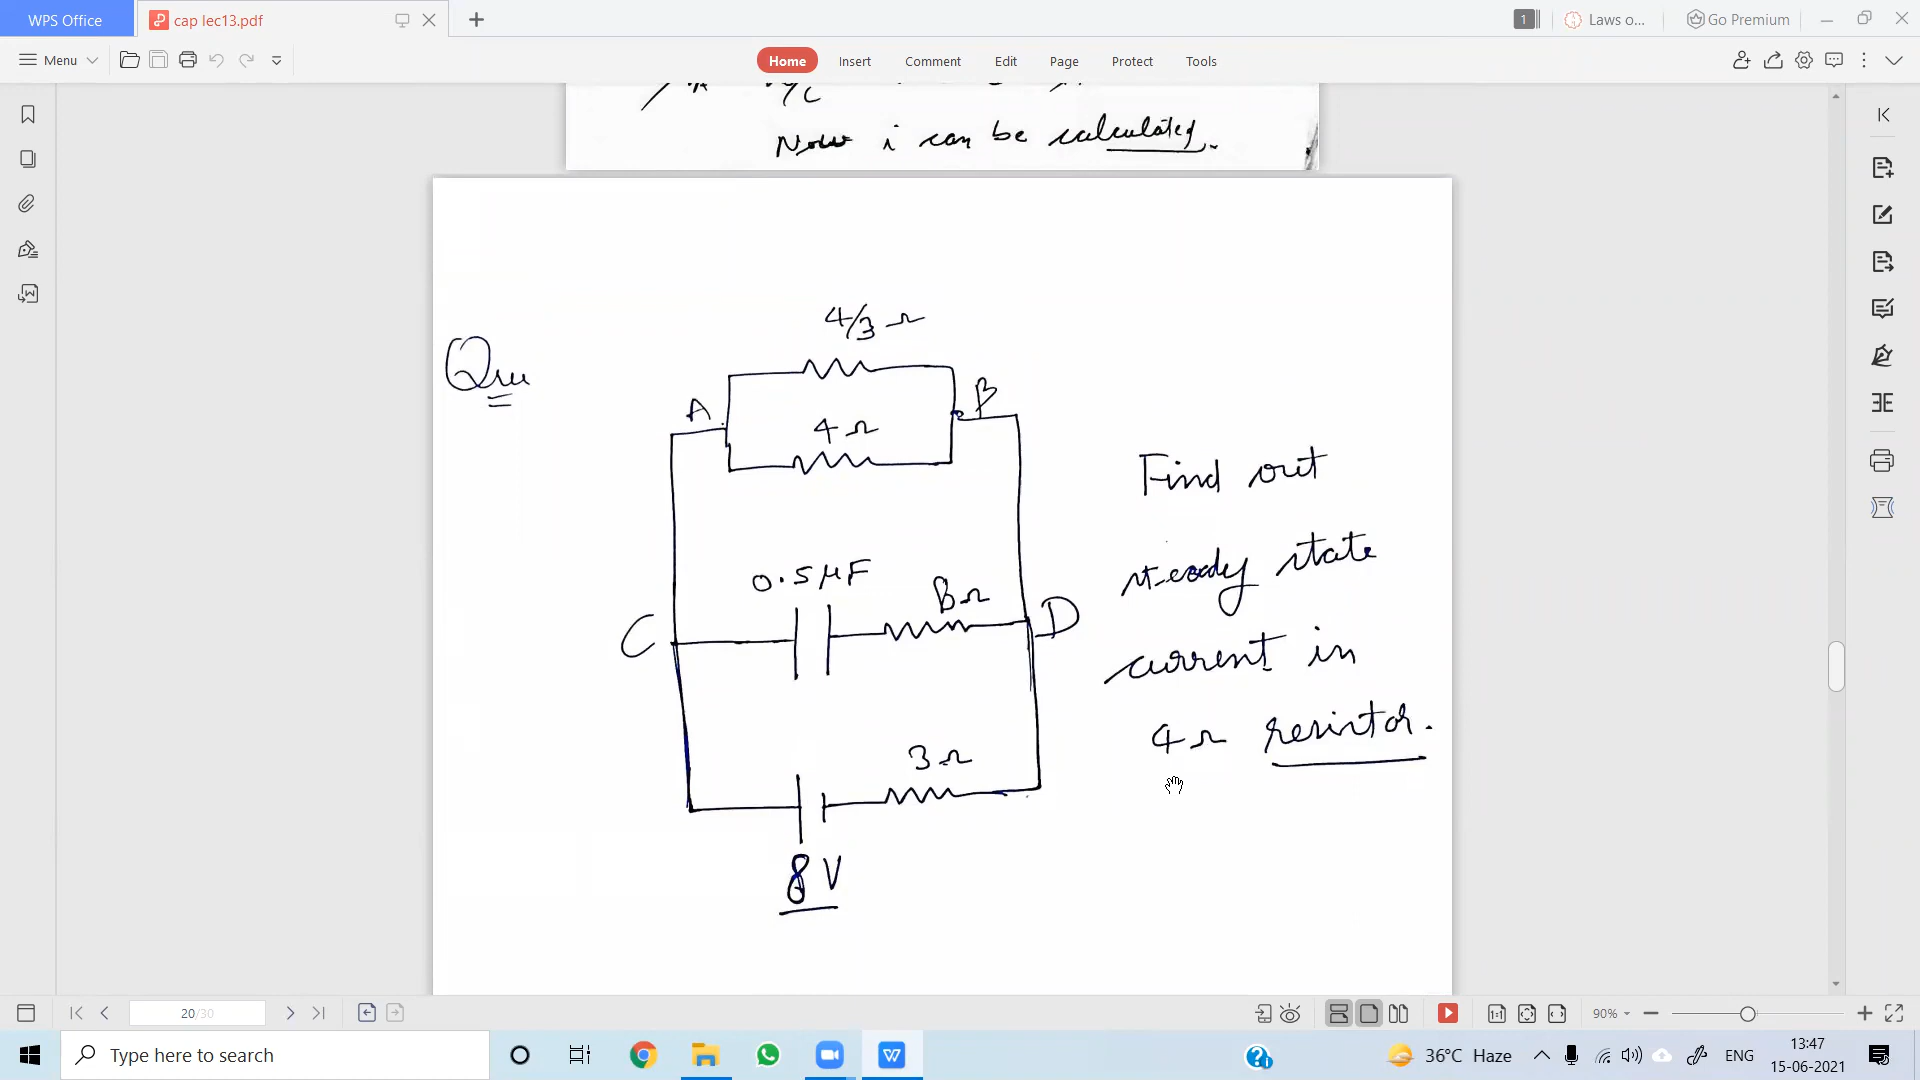 WPS Office
cap lec13.pdf
1
Laws o...
Go Premium
Menu
Home Insert Comment Edit Page Protect Tools
Now i can be calculated.
Que
4/3 Ω
A
B
4 Ω
0.5 μF
8 Ω
C
D
3 Ω
8 V
Find out
steady state
current in
4 Ω resistor.
20/30
90%
Type here to search
36°C Haze
ENG
13:47
15-06-2021